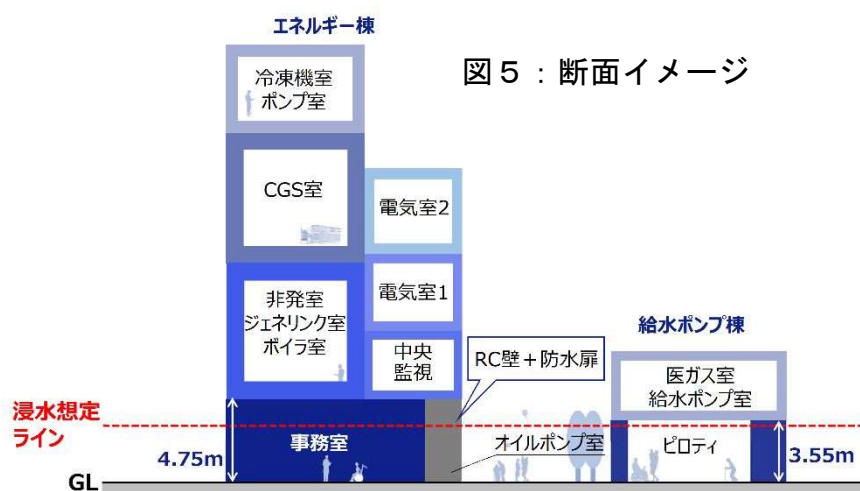 エネルギー棟
図５：断面イメージ
冷凍機室
ポンプ室
CGS室
電気室2
非発室
ジェネリンク室
ボイラ室
電気室1
中央
監視
RC壁＋防水扉
給水ポンプ棟
医ガス室
給水ポンプ室
浸水想定
ライン
4.75m
事務室
オイルポンプ室
ピロティ
3.55m
GL